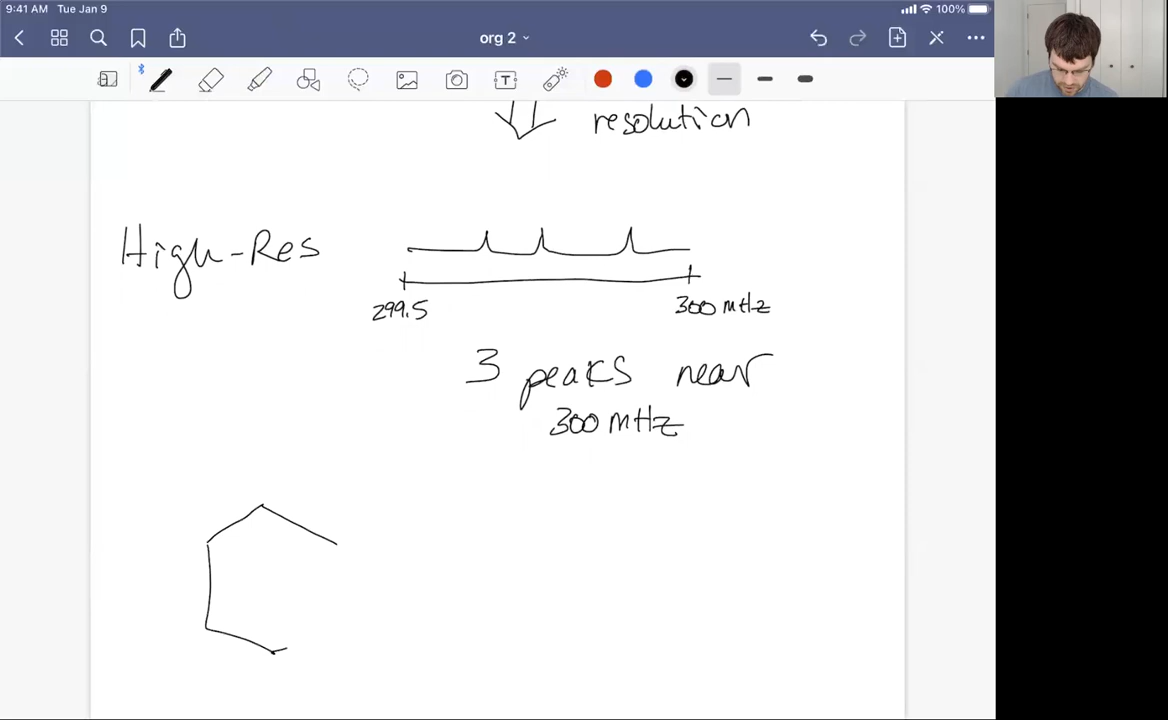 9:41 AM Tue Jan 9
100%
org 2
T
resolution
High-Res
299.5
300 mHz
3 peaks near
300 mHz